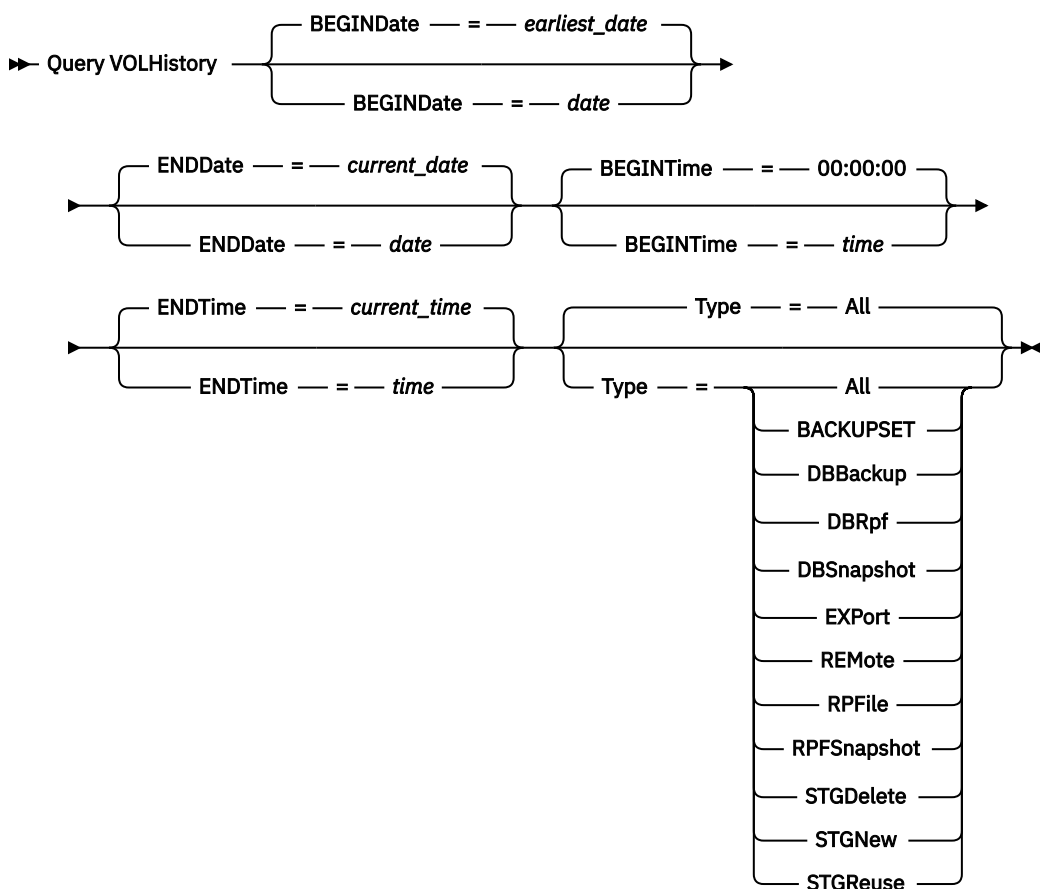 BEGINDate = earliest_date
Query VOLHistory
BEGINDate = date
ENDDate = current_date BEGINTime = 00:00:00
ENDDate = date BEGINTime = time
ENDTime = current_time Type = All
ENDTime = time Type = All
BACKUPSET
DBBackup
DBRpf
DBSnapshot
EXPort
REMote
RPFile
RPFSnapshot
STGDelete
STGNew
STGReuse